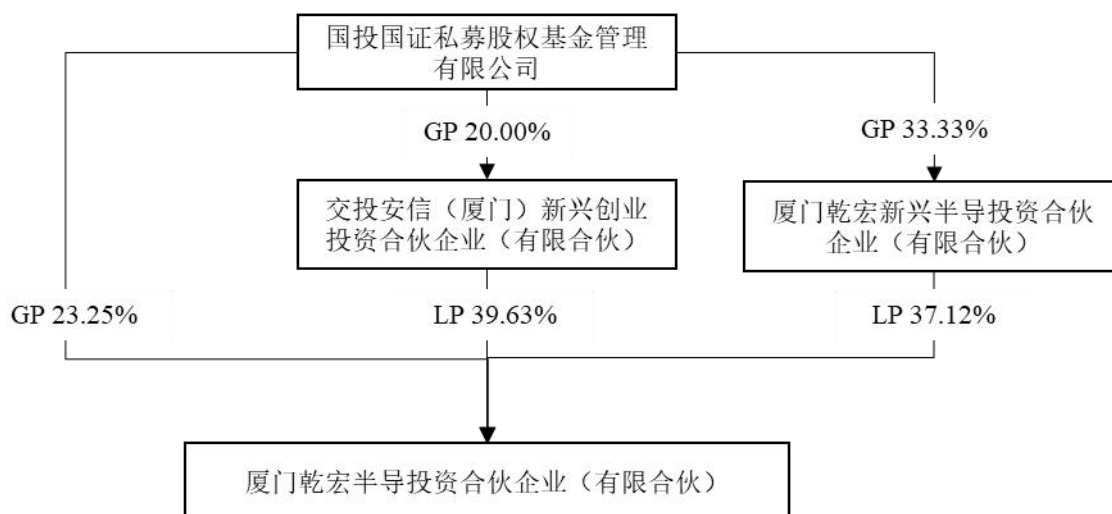 国投国证私募股权基金管理
有限公司
GP 20.00%
GP 33.33%
交投安信（厦门）新兴创业
投资合伙企业（有限合伙）
厦门乾宏新兴半导投资合伙
企业（有限合伙）
GP 23.25%
LP 39.63%
LP 37.12%
厦门乾宏半导投资合伙企业（有限合伙）